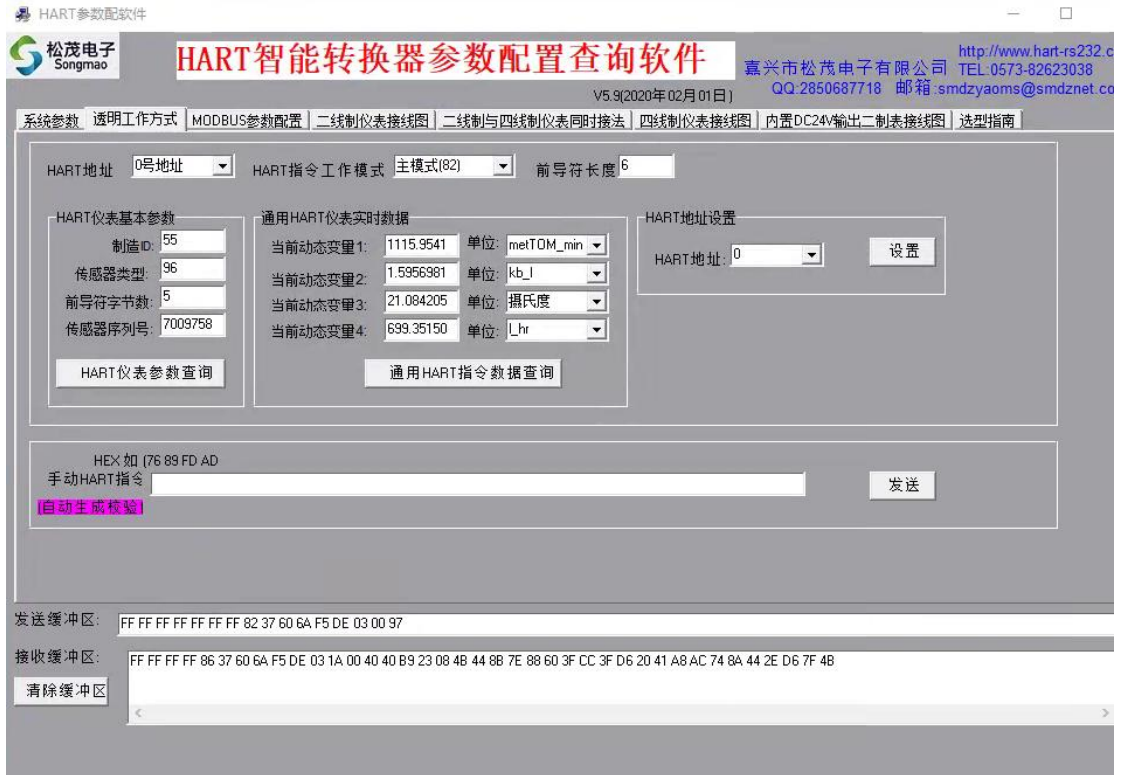 HART参数配软件
松茂电子
Songmao
HART智能转换器参数配置查询软件
嘉兴市松茂电子有限公司
http://www.hart-rs232.c
TEL:0573-82623038
V5.9(2020年02月01日)
QQ:2850687718 邮箱:smdzyaoms@smdznet.co
系统参数 透明工作方式 MODBUS参数配置 二线制仪表接线图 二线制与四线制仪表同时接法 四线制仪表接线图 内置DC24V输出二制表接线图 选型指南
HART地址 0号地址 HART指令工作模式 主模式(82) 前导符长度 6
HART仪表基本参数
制造ID: 55
传感器类型: 96
前导符字节数: 5
传感器序列号: 7009758
HART仪表参数查询
通用HART仪表实时数据
当前动态变量1: 1115.9541 单位: metTOM_min
当前动态变量2: 1.5956981 单位: kb_l
当前动态变量3: 21.084205 单位: 摄氏度
当前动态变量4: 699.35150 单位: l_hr
通用HART指令数据查询
HART地址设置
HART地址: 0 设置
HEX 如 (76 89 FD AD
手动HART指令 发送
(自动生成校验)
发送缓冲区: FF FF FF FF FF FF FF FF 82 37 60 6A F5 DE 03 00 97
接收缓冲区: FF FF FF FF 86 37 60 6A F5 DE 03 1A 00 40 40 B9 23 08 4B 44 8B 7E 88 60 3F CC 3F D6 20 41 A8 AC 74 8A 44 2E D6 7F 4B
清除缓冲区